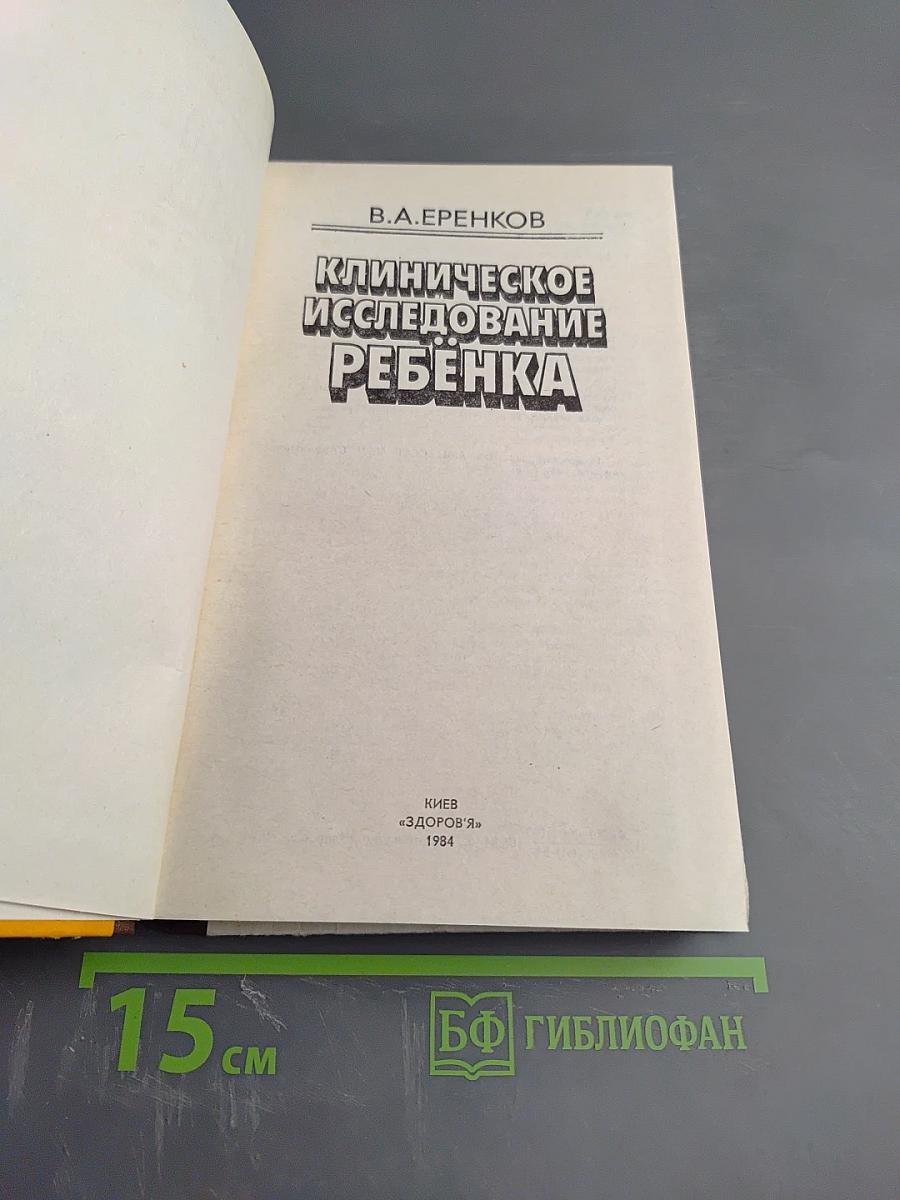 В.А.ЕРЕНКОВ
КЛИНИЧЕСКОЕ
ИССЛЕДОВАНИЕ
РЕБЁНКА
КИЕВ
«ЗДОРОВ'Я»
1984
15 см
БФ ГИБЛИОФАН